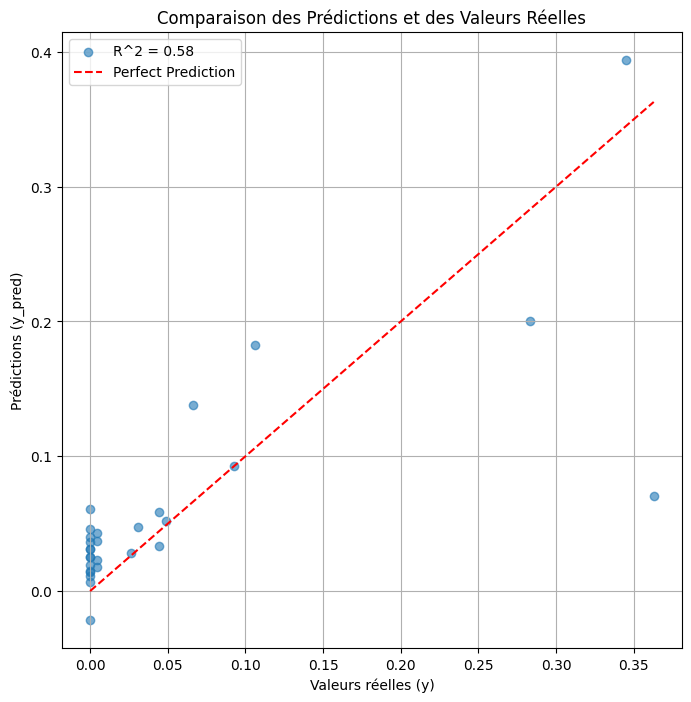 Comparaison des Prédictions et des Valeurs Réelles
R^2 = 0.58
Perfect Prediction
0.4
0.3
0.2
0.1
0.0
Prédictions (y_pred)
0.00 0.05 0.10 0.15 0.20 0.25 0.30 0.35
Valeurs réelles (y)